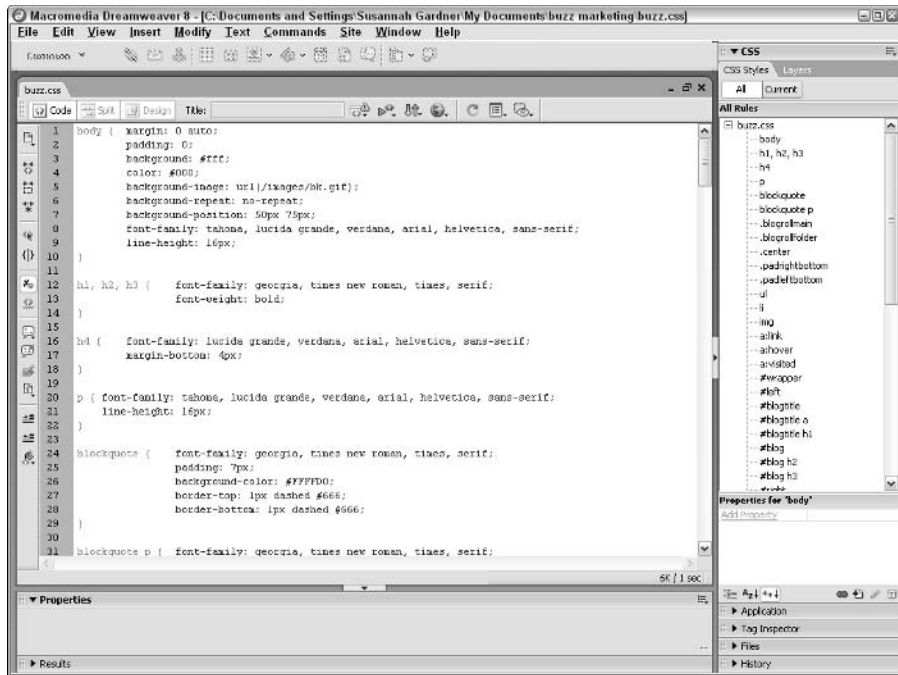 Macromedia Dreamweaver 8 - [C:\Documents and Settings\Susannah Gardner\My Documents\buzz marketing\buzz.css]
File Edit View Insert Modify Text Commands Site Window Help
Common
buzz.css
Code Split Design Title:
1 body { margin: 0 auto;
2 padding: 0;
3 background: #fff;
4 color: #000;
5 background-image: url(/images/bk.gif);
6 background-repeat: no-repeat;
7 background-position: 50px 75px;
8 font-family: tahoma, lucida grande, verdana, arial, helvetica, sans-serif;
9 line-height: 16px;
10 }
11
12 h1, h2, h3 { font-family: georgia, times new roman, times, serif;
13 font-weight: bold;
14 }
15
16 h4 { font-family: lucida grande, verdana, arial, helvetica, sans-serif;
17 margin-bottom: 4px;
18 }
19
20 p { font-family: tahoma, lucida grande, verdana, arial, helvetica, sans-serif;
21 line-height: 16px;
22 }
23
24 blockquote { font-family: georgia, times new roman, times, serif;
25 padding: 7px;
26 background-color: #FFFFD0;
27 border-top: 1px dashed #666;
28 border-bottom: 1px dashed #666;
29 }
30
31 blockquote p { font-family: georgia, times new roman, times, serif;
6K / 1 sec
Properties
Results
CSS
CSS Styles Layers
All Current
All Rules
buzz.css
body
h1, h2, h3
h4
p
blockquote
blockquote p
.blogrollmain
.blogrollfolder
.center
.padrightbottom
.padleftbottom
ul
li
img
a:link
a:hover
a:visited
#wrapper
#left
#blogtitle
#blogtitle a
#blogtitle h1
#blog
#blog h2
#blog h3
#right
Properties for "body"
Add Property
Application
Tag Inspector
Files
History